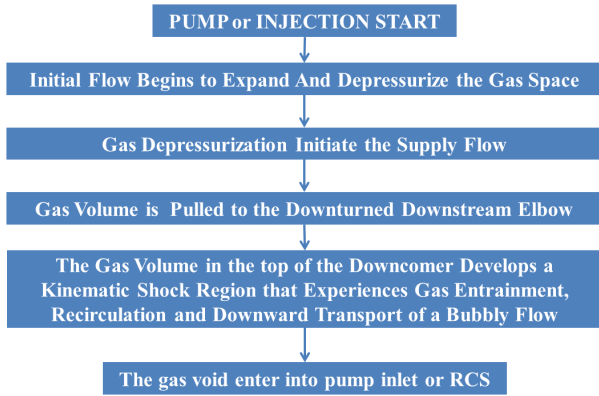 PUMP or INJECTION START
Initial Flow Begins to Expand And Depressurize the Gas Space
Gas Depressurization Initiate the Supply Flow
Gas Volume is Pulled to the Downturned Downstream Elbow
The Gas Volume in the top of the Downcomer Develops a
Kinematic Shock Region that Experiences Gas Entrainment,
Recirculation and Downward Transport of a Bubbly Flow
The gas void enter into pump inlet or RCS